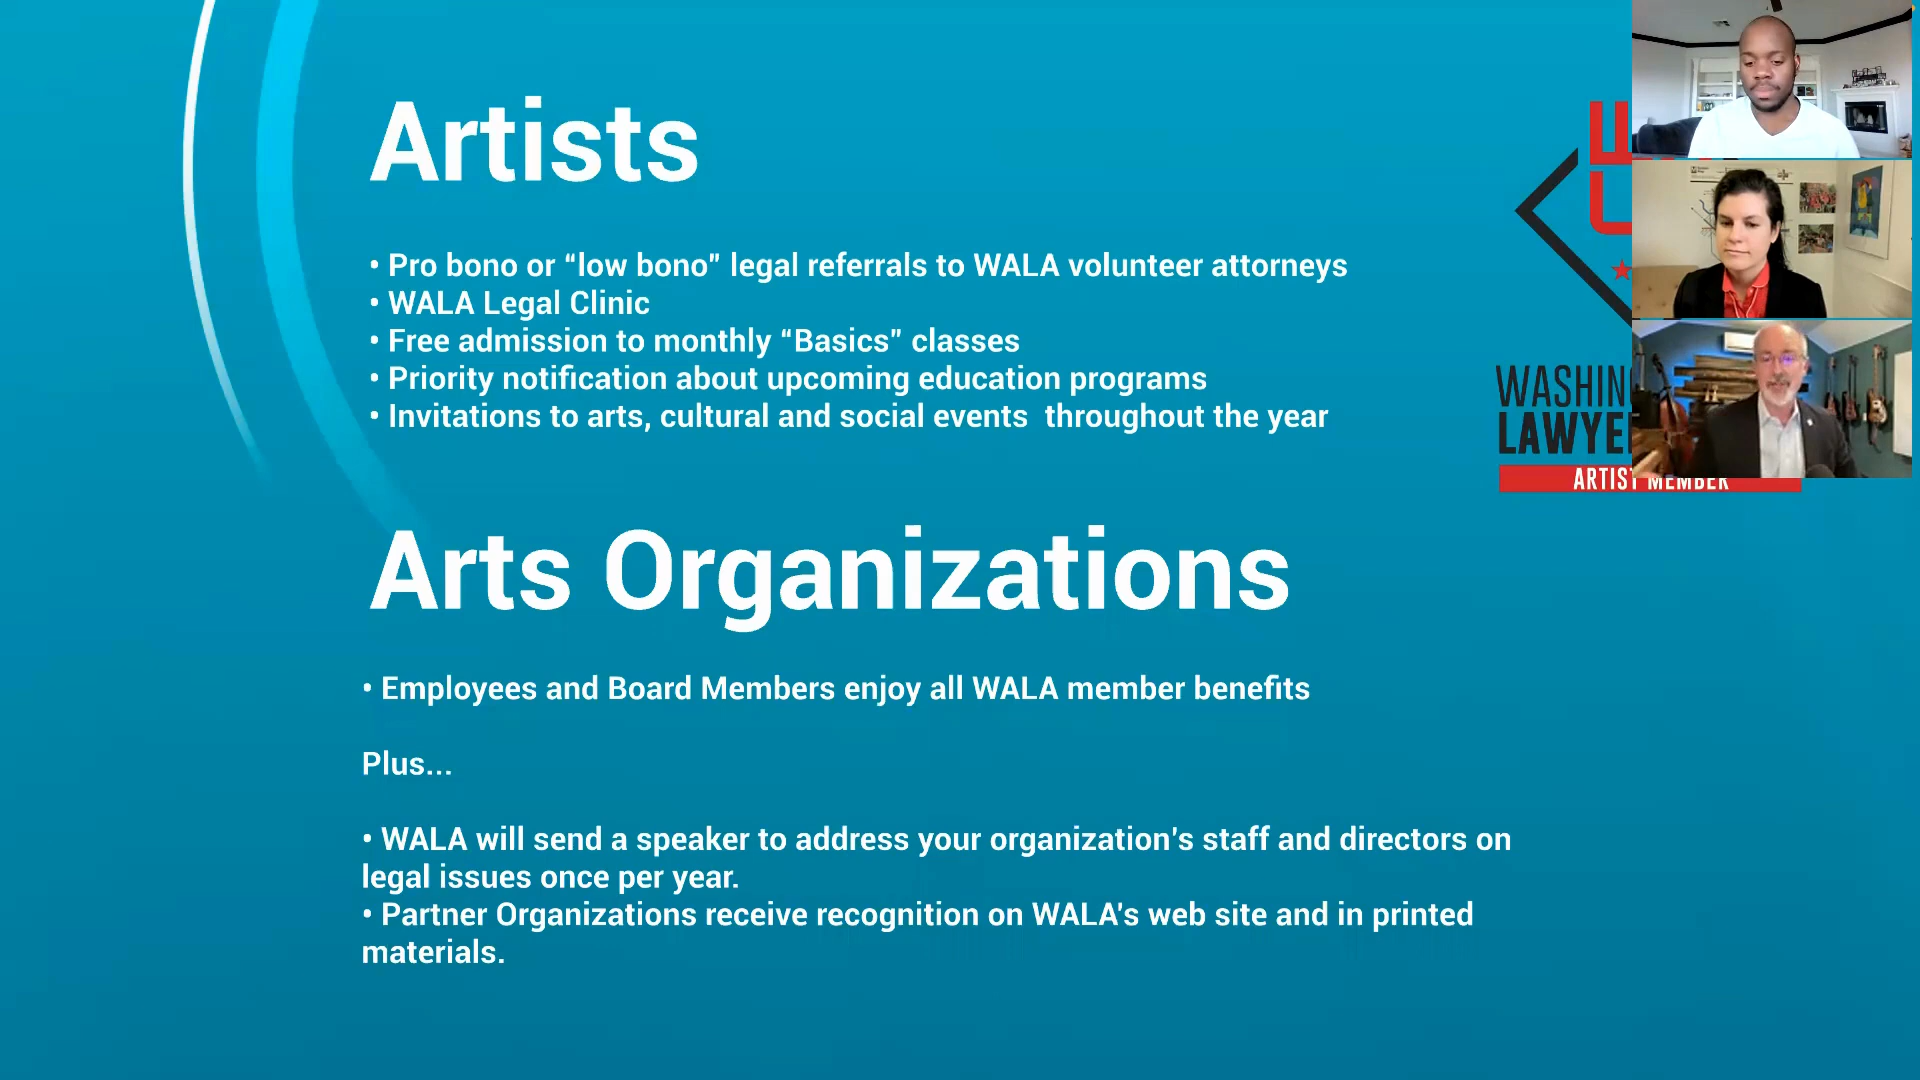 Artists
• Pro bono or “low bono” legal referrals to WALA volunteer attorneys
• WALA Legal Clinic
• Free admission to monthly “Basics” classes
• Priority notification about upcoming education programs
• Invitations to arts, cultural and social events  throughout the year
LAWYE
ARTIST MEMBER
Arts Organizations
• Employees and Board Members enjoy all WALA member benefits
Plus...
• WALA will send a speaker to address your organization's staff and directors on
legal issues once per year.
• Partner Organizations receive recognition on WALA's web site and in printed
materials.